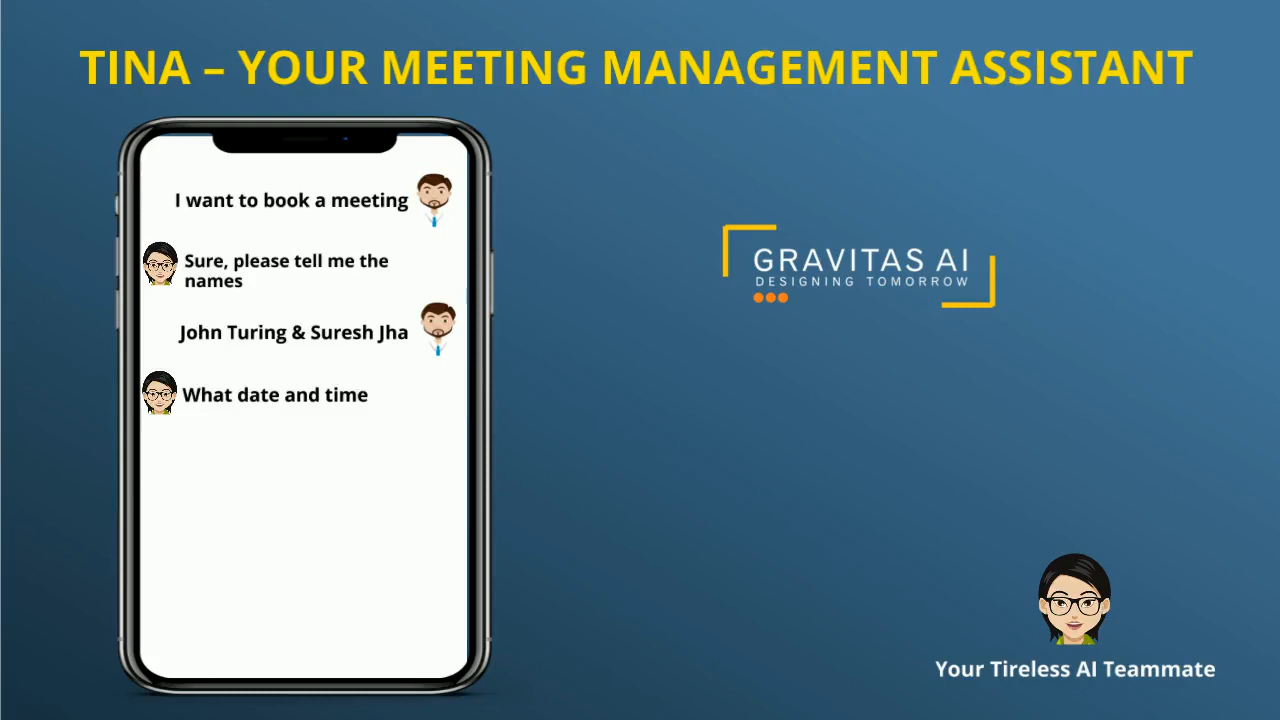 TINA – YOUR MEETING MANAGEMENT ASSISTANT
I want to book a meeting
Sure, please tell me the
names
John Turing & Suresh Jha
What date and time
GRAVITAS AI
DESIGNING TOMORROW
Your Tireless AI Teammate